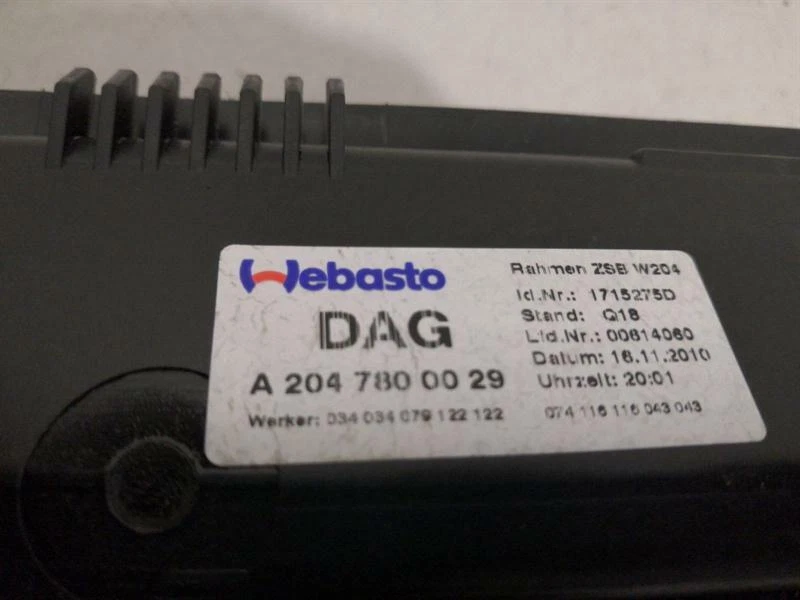 Webasto
DAG
A 204 780 00 29
Werker: 034 034 079 122 122
Rahmen ZSB W204
Id.Nr.: 1715275D
Stand: Q18
Lfd.Nr.: 00614060
Datum: 16.11.2010
Uhrzeit: 20:01
074 116 116 043 043